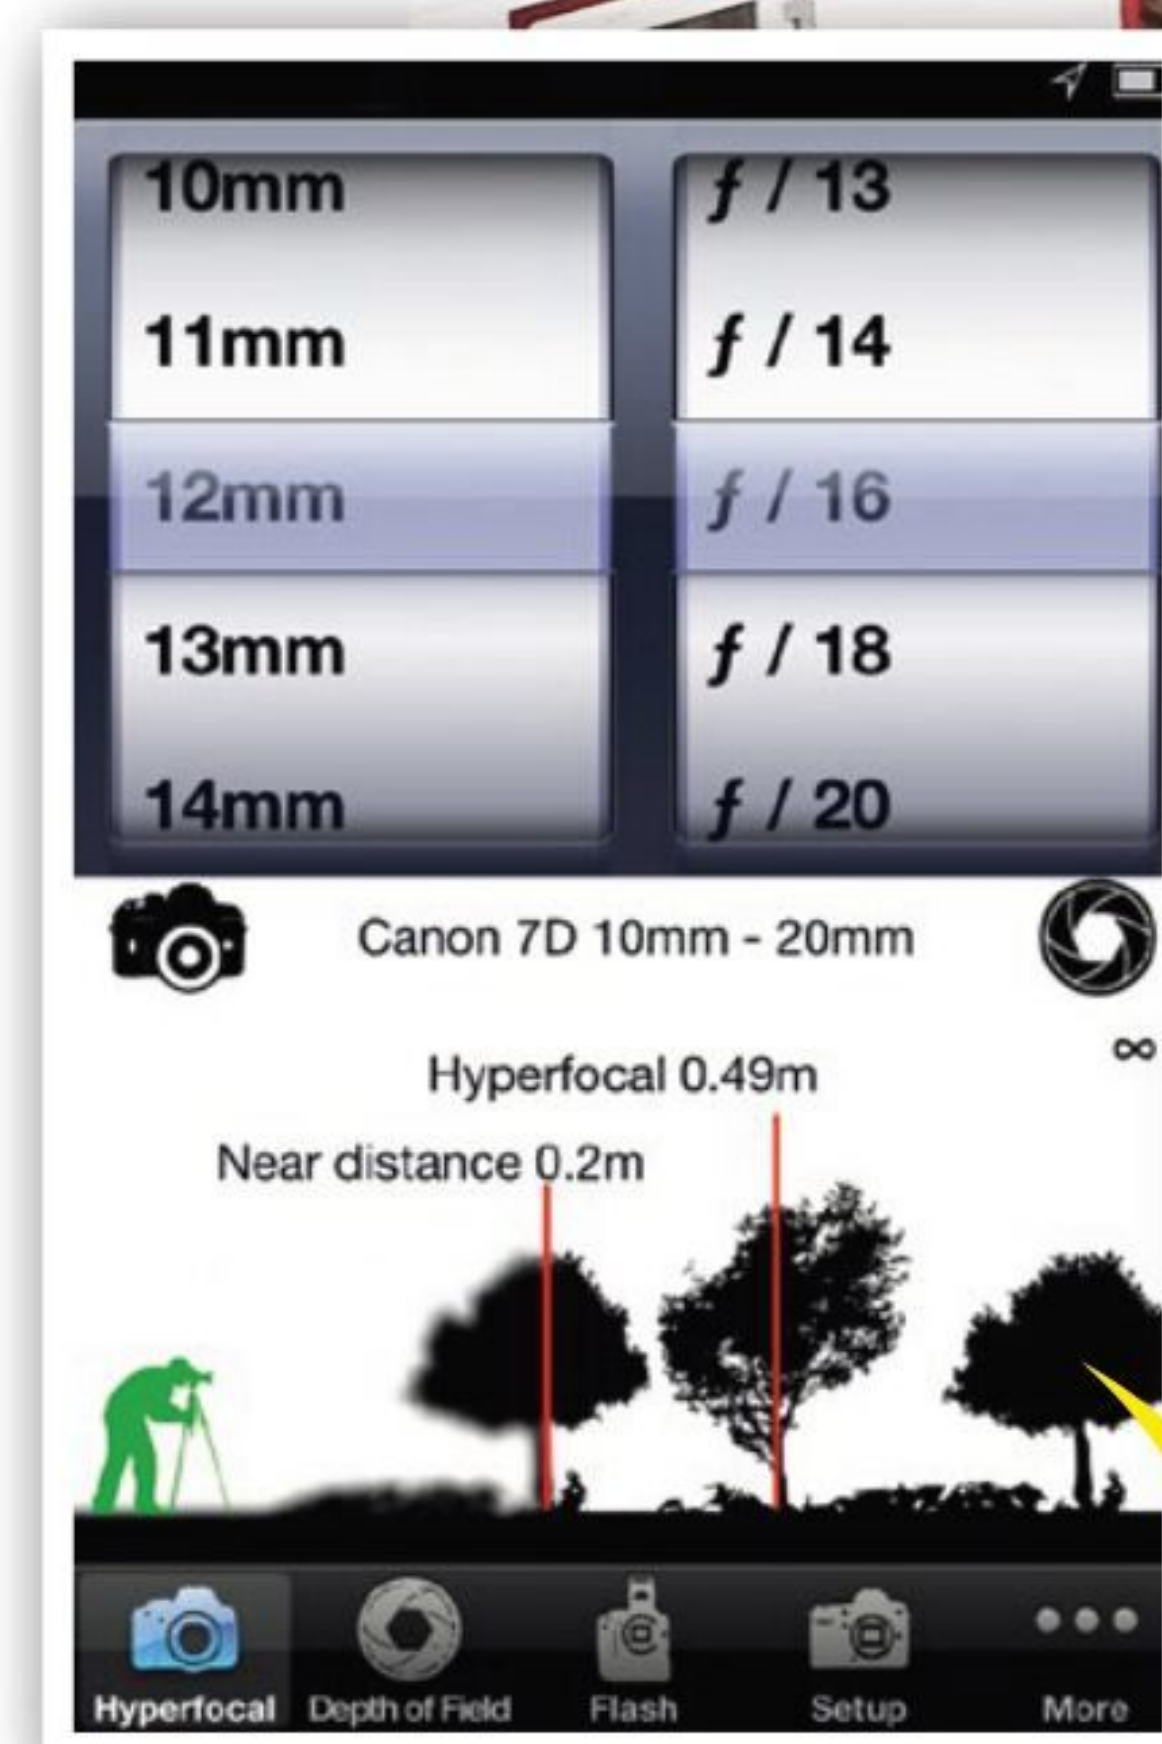 10mm
ƒ / 13
11mm
ƒ / 14
12mm
ƒ / 16
13mm
ƒ / 18
14mm
ƒ / 20
Canon 7D 10mm - 20mm
∞
Hyperfocal 0.49m
Near distance 0.2m
Hyperfocal
Depth of Field
Flash
Setup
More